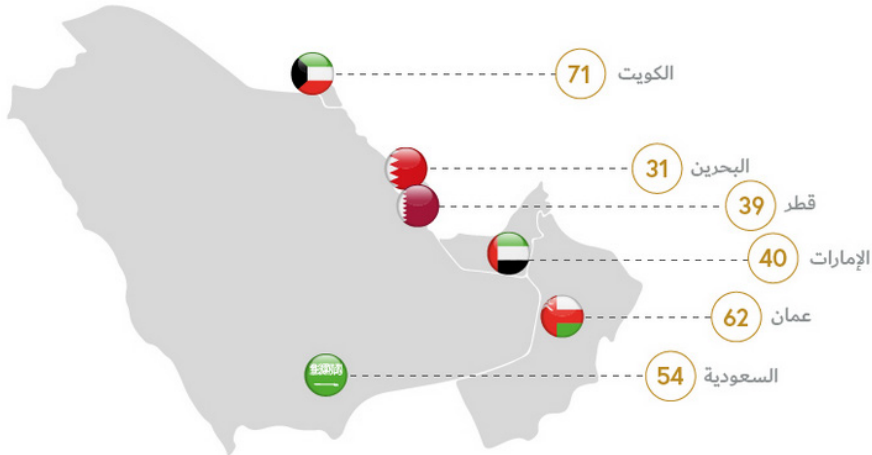 71 الكويت
31 البحرين
39 قطر
40 الإمارات
62 عمان
54 السعودية